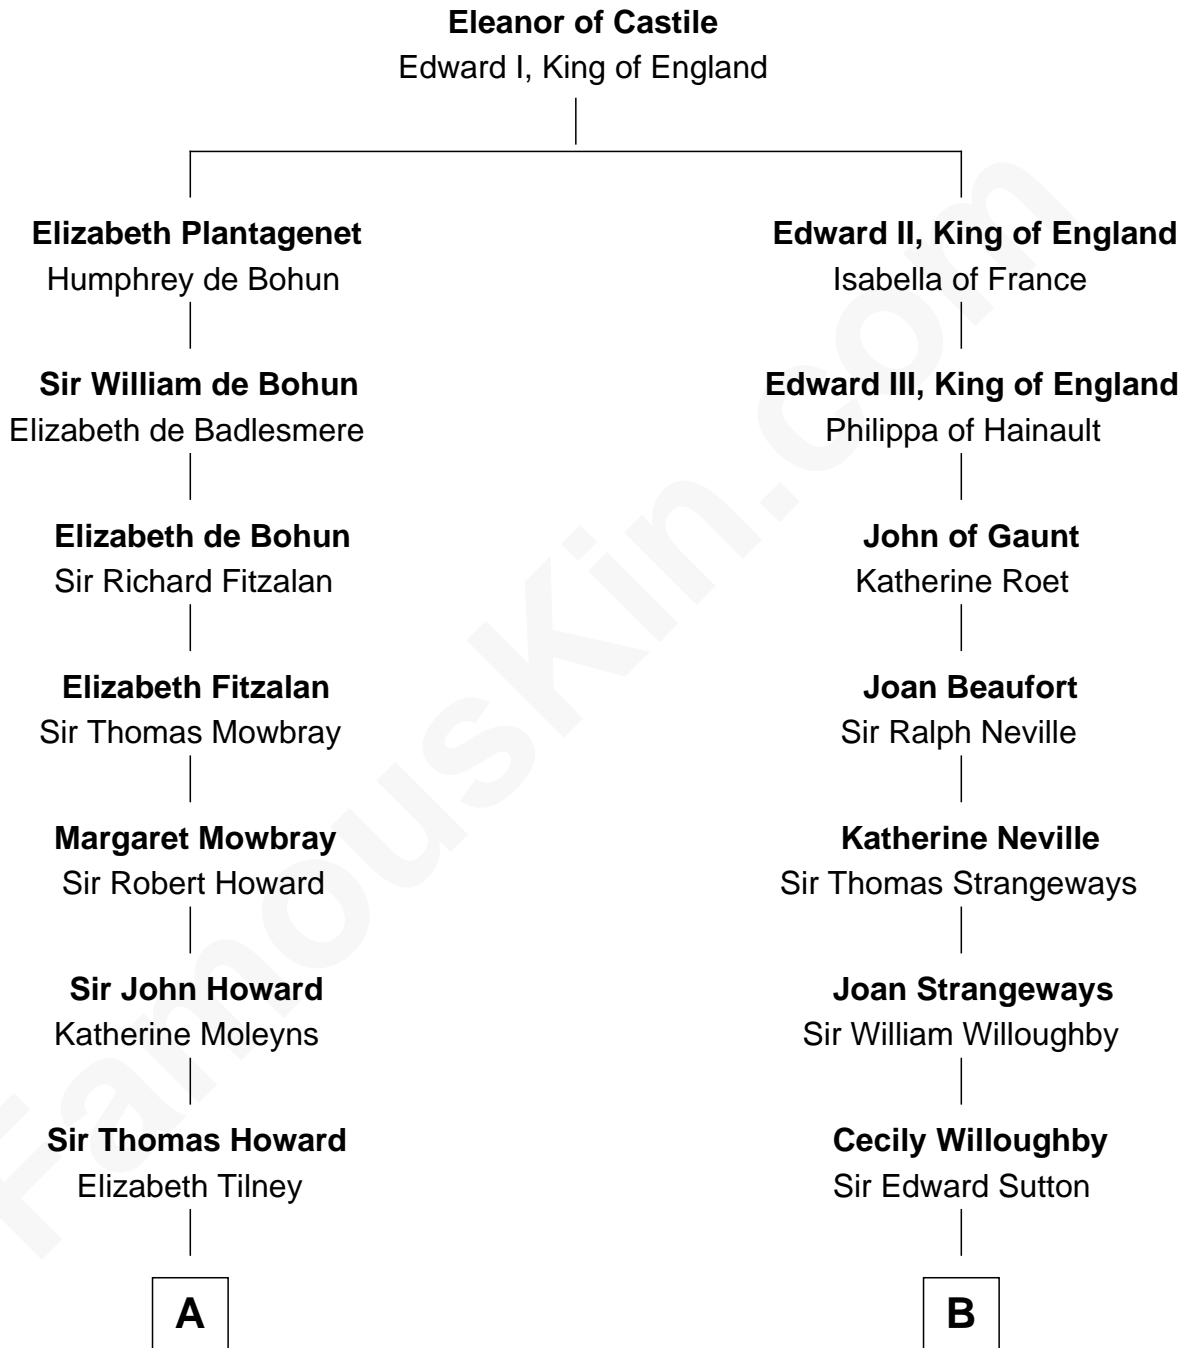 Eleanor of Castile
Edward I, King of England
Elizabeth Plantagenet
Humphrey de Bohun
Edward II, King of England
Isabella of France
Sir William de Bohun
Elizabeth de Badlesmere
Edward III, King of England
Philippa of Hainault
Elizabeth de Bohun
Sir Richard Fitzalan
John of Gaunt
Katherine Roet
Elizabeth Fitzalan
Sir Thomas Mowbray
Joan Beaufort
Sir Ralph Neville
Margaret Mowbray
Sir Robert Howard
Katherine Neville
Sir Thomas Strangeways
Sir John Howard
Katherine Moleyns
Joan Strangeways
Sir William Willoughby
Sir Thomas Howard
Elizabeth Tilney
Cecily Willoughby
Sir Edward Sutton
A
B
FamousKin.com